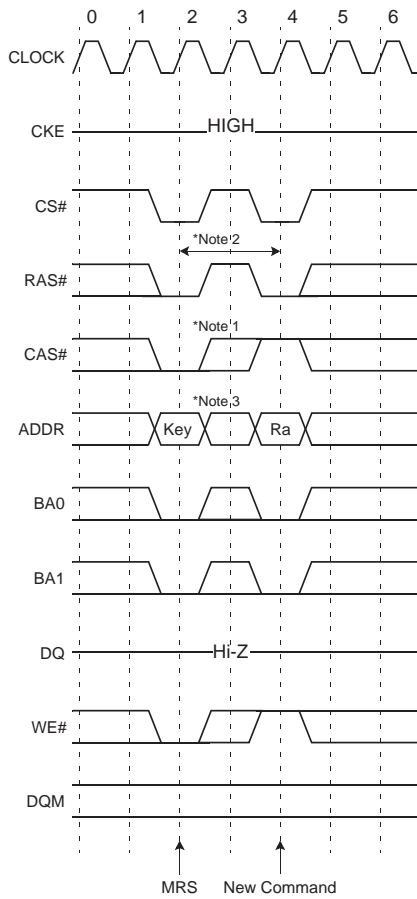 0 1 2 3 4 5 6
CLOCK
CKE
HIGH
CS#
*Note 2
RAS#
*Note 1
CAS#
*Note 3
ADDR
Key
Ra
BA0
BA1
DQ
Hi-Z
WE#
DQM
MRS
New Command